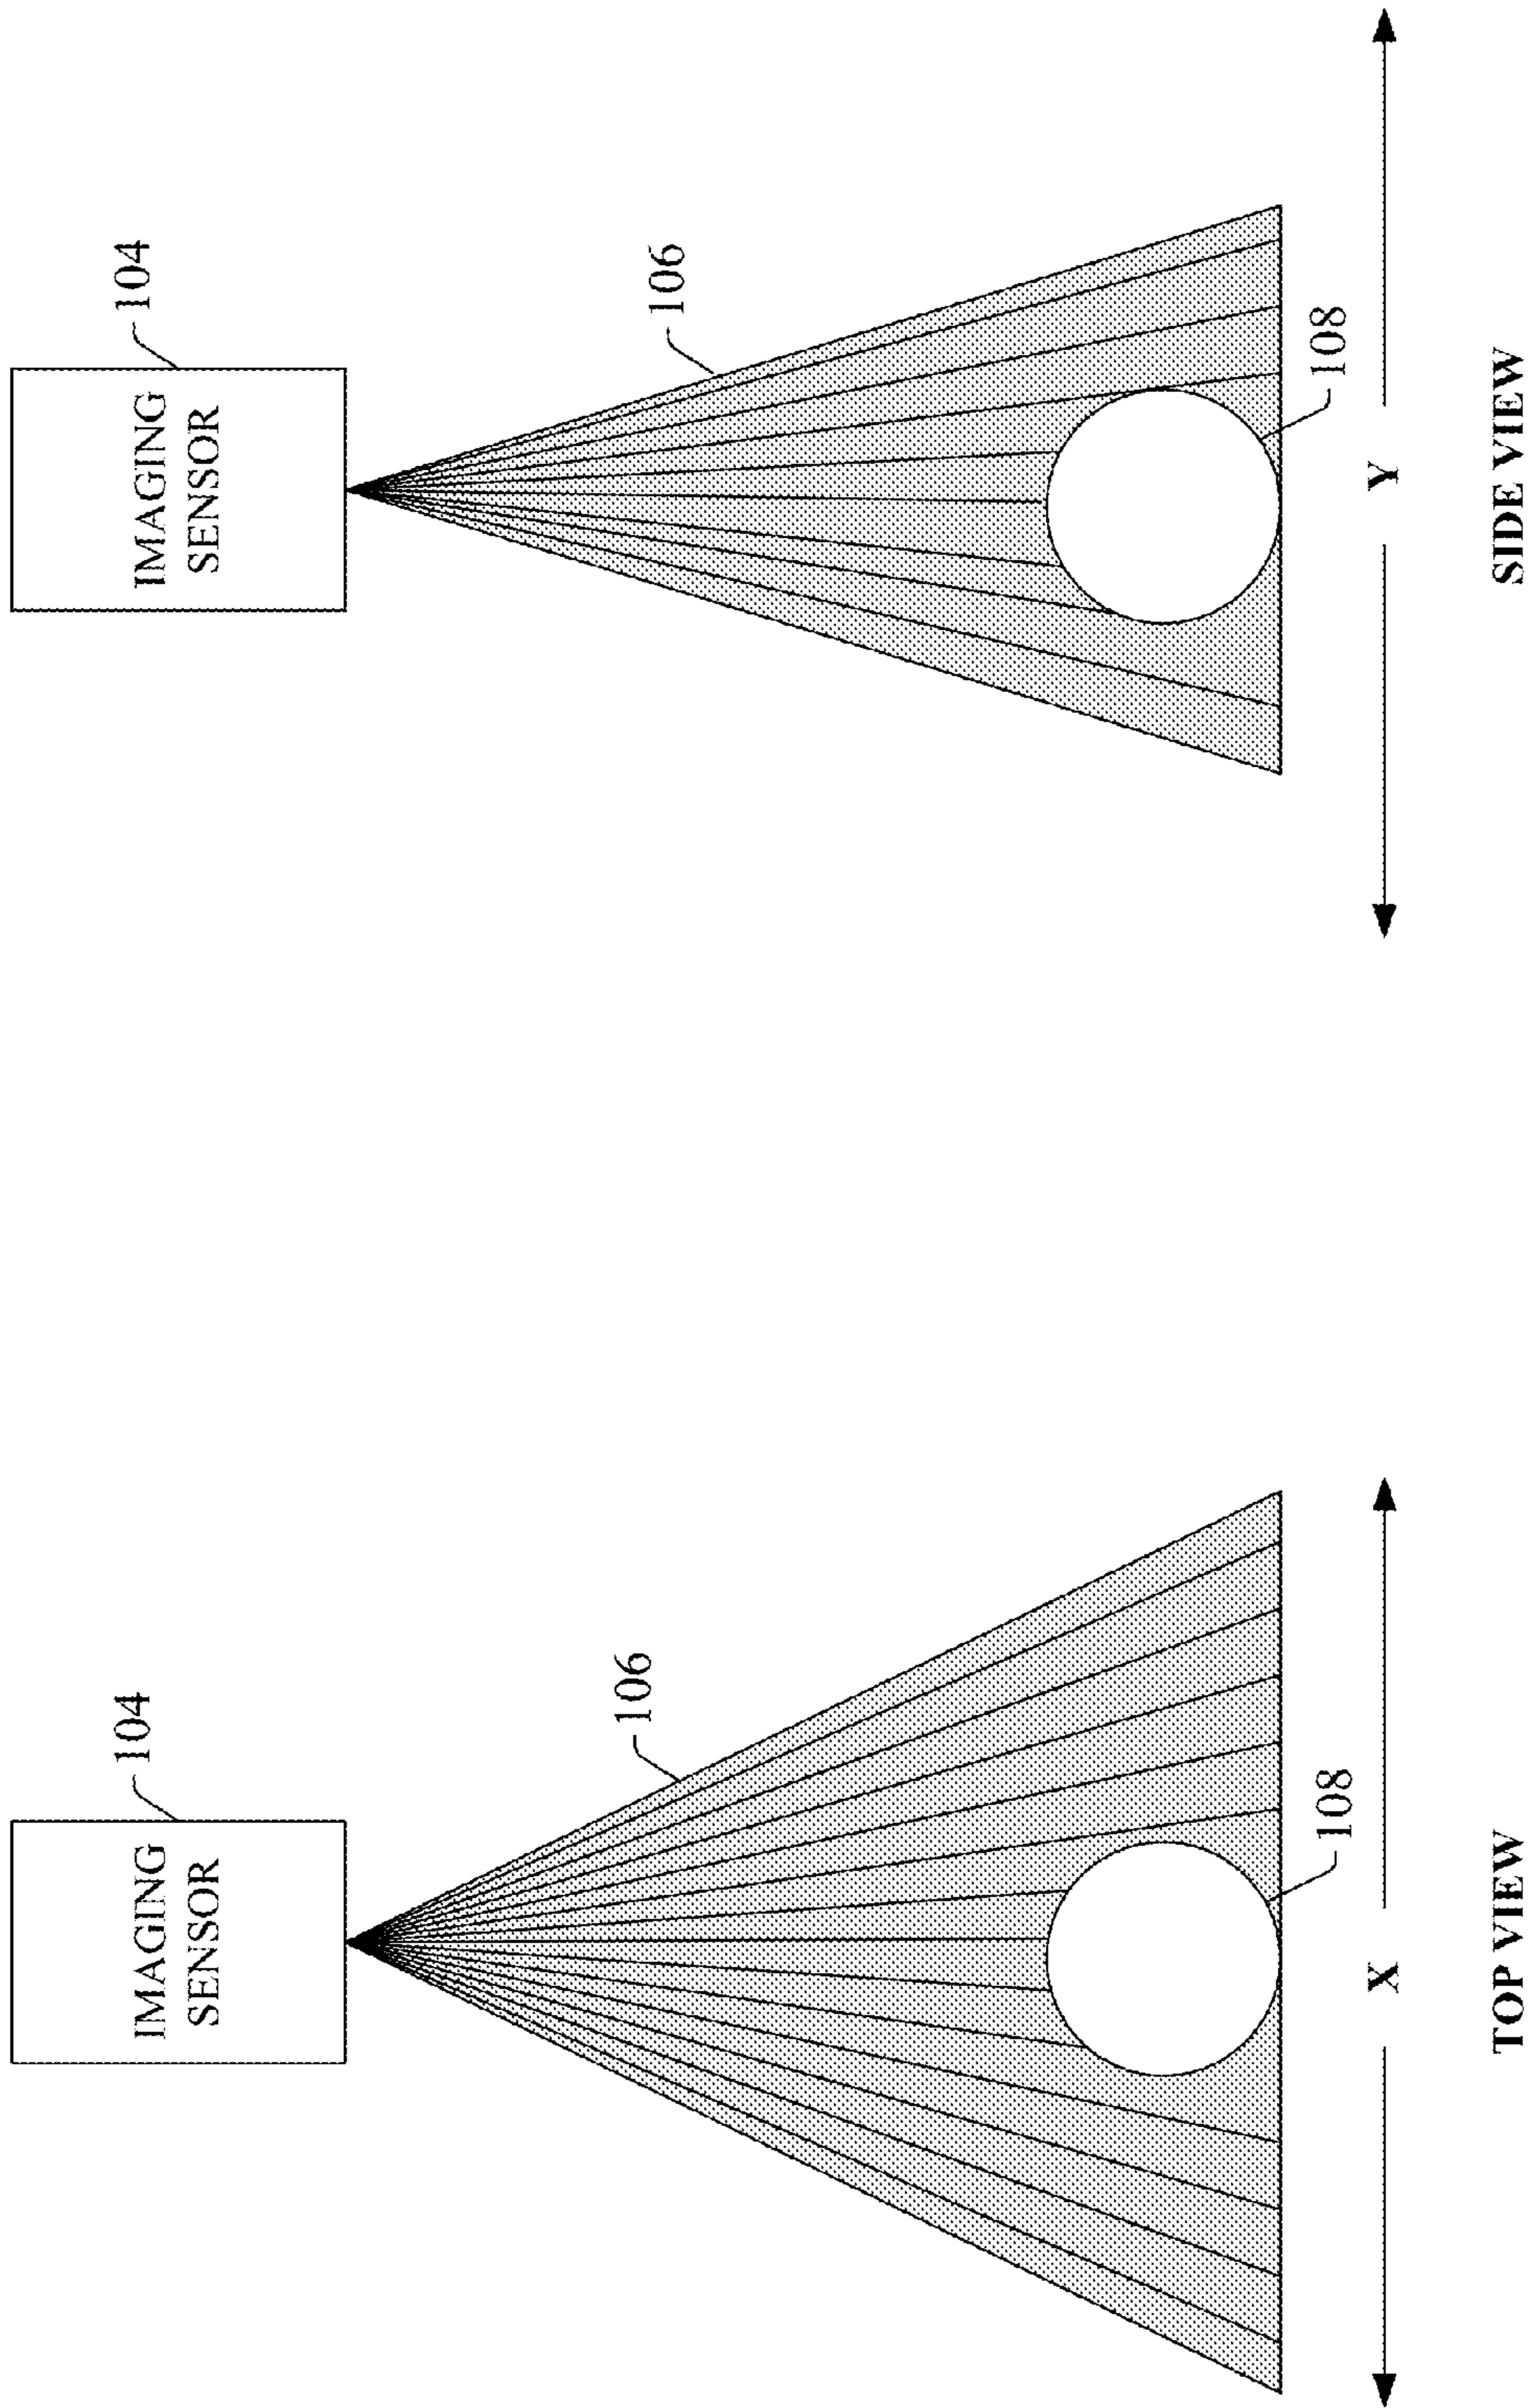 IMAGING
SENSOR
104
106
108
X
TOP VIEW
IMAGING
SENSOR
104
106
108
Y
SIDE VIEW